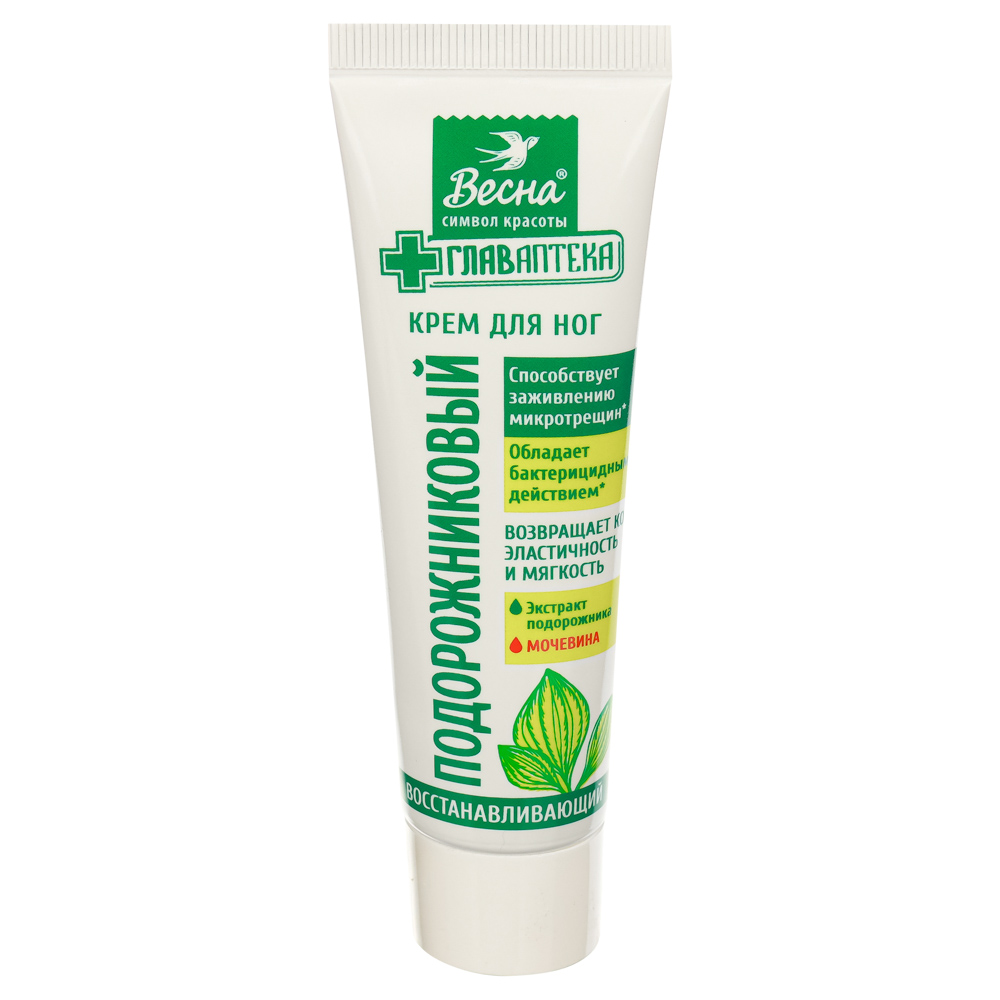 Весна®
символ красоты
ГЛАВАПТЕКА
КРЕМ ДЛЯ НОГ
ПОДОРОЖНИКОВЫЙ
Способствует
заживлению
микротрещин*
Обладает
бактерицидны
действием*
ВОЗВРАЩАЕТ
ЭЛАСТИЧНОСТЬ
И МЯГКОСТЬ
Экстракт
подорожника
МОЧЕВИНА
ВОССТАНАВЛИВАЮЩИЙ